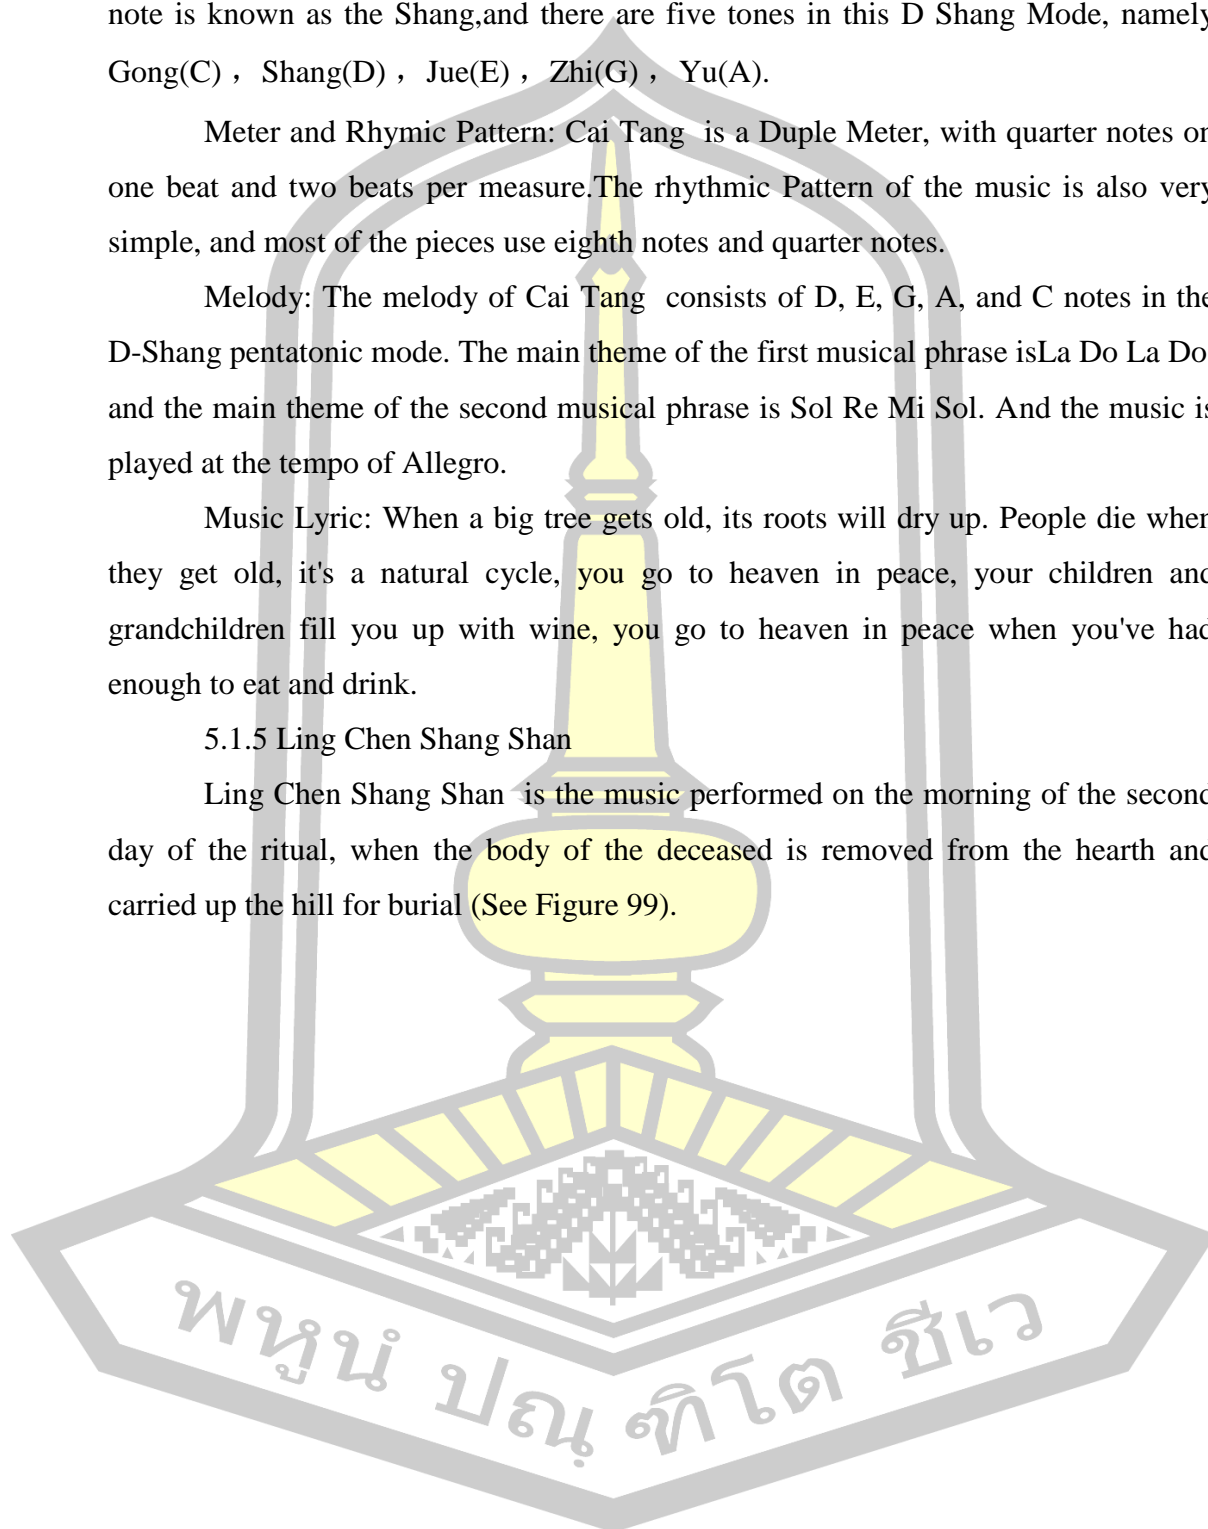 note is known as the Shang,and there are five tones in this D Shang Mode, namely
Gong(C) ，Shang(D) ，Jue(E) ，Zhi(G) ，Yu(A).
Meter and Rhymic Pattern: Cai Tang is a Duple Meter, with quarter notes on
one beat and two beats per measure.The rhythmic Pattern of the music is also very
simple, and most of the pieces use eighth notes and quarter notes.
Melody: The melody of Cai Tang consists of D, E, G, A, and C notes in the
D-Shang pentatonic mode. The main theme of the first musical phrase isLa Do La Do
and the main theme of the second musical phrase is Sol Re Mi Sol. And the music is
played at the tempo of Allegro.
Music Lyric: When a big tree gets old, its roots will dry up. People die when
they get old, it's a natural cycle, you go to heaven in peace, your children and
grandchildren fill you up with wine, you go to heaven in peace when you've had
enough to eat and drink.
5.1.5 Ling Chen Shang Shan
Ling Chen Shang Shan is the music performed on the morning of the second
day of the ritual, when the body of the deceased is removed from the hearth and
carried up the hill for burial (See Figure 99).
พหูนํ ปณฺฑิโต ชีเว